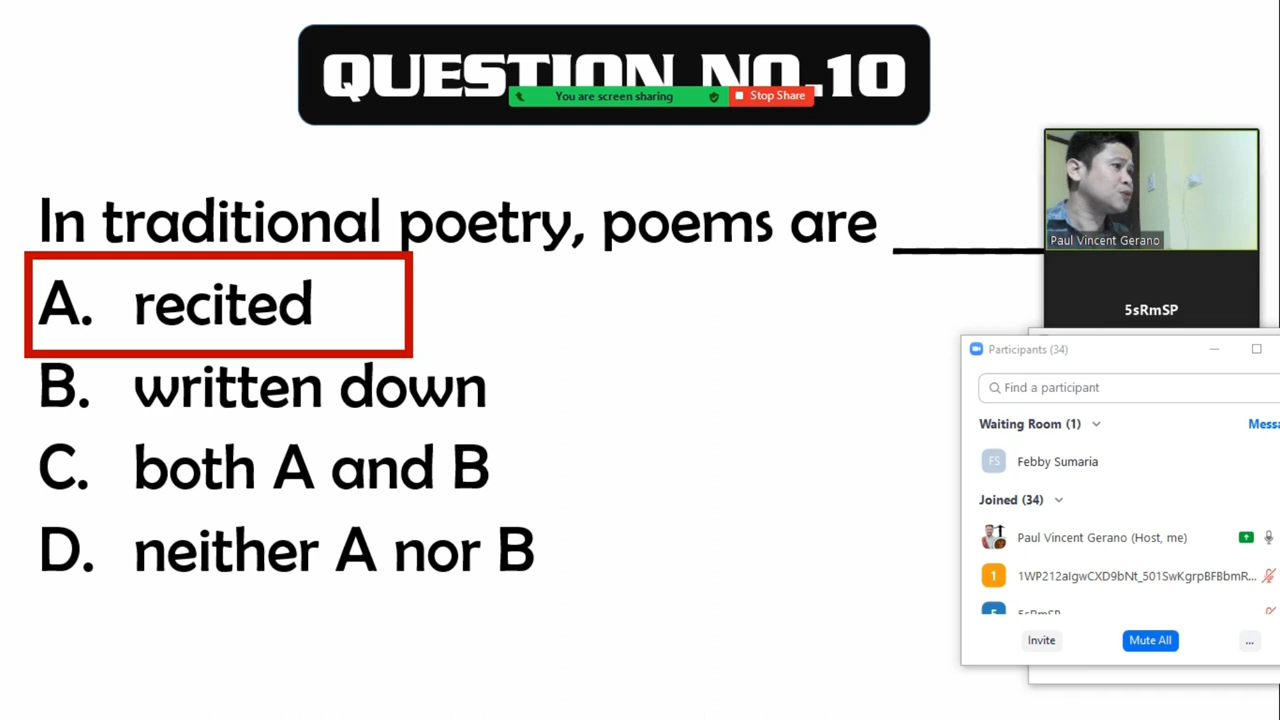 QUESTION NO.10
You are screen sharing
Stop Share
In traditional poetry, poems are ______
A. recited
B. written down
C. both A and B
D. neither A nor B
Paul Vincent Gerano
5sRmSP
Participants (34)
Find a participant
Waiting Room (1)
Messa
FS Febby Sumaria
Joined (34)
Paul Vincent Gerano (Host, me)
1 1WP212aIgwCXD9bNt_501SwKgrpBFBbmR...
5sRmSP
Invite
Mute All
...